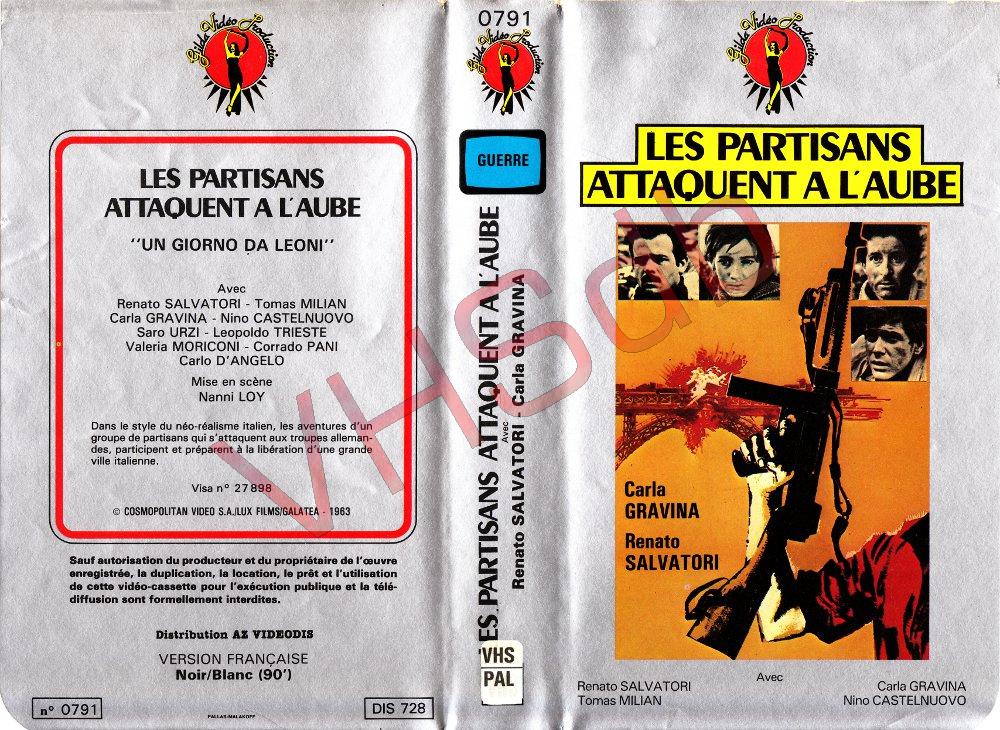 Gilda Vidéo Production
LES PARTISANS
ATTAQUENT A L'AUBE
"UN GIORNO DA LEONI"
Avec
Renato SALVATORI - Tomas MILIAN
Carla GRAVINA - Nino CASTELNUOVO
Saro URZI - Leopoldo TRIESTE
Valeria MORICONI - Corrado PANI
Carlo D'ANGELO
Mise en scène
Nanni LOY
Dans le style du néo-réalisme italien, les aventures d'un
groupe de partisans qui s'attaquent aux troupes alleman-
des, participent et préparent à la libération d'une grande
ville italienne.
Visa n° 27898
© COSMOPOLITAN VIDEO S.A./LUX FILMS/GALATEA - 1963
Sauf autorisation du producteur et du propriétaire de l'œuvre
enregistrée, la duplication, la location, le prêt et l'utilisation
de cette vidéo-cassette pour l'exécution publique et la télé-
diffusion sont formellement interdites.
Distribution AZ VIDEODIS
VERSION FRANÇAISE
Noir/Blanc (90')
n° 0791
PALLAS-MALAKOFF
DIS 728
0791
Gilda Vidéo Production
GUERRE
LES PARTISANS ATTAQUENT A L'AUBE
Avec
Renato SALVATORI - Carla GRAVINA
VHS
PAL
Gilda Vidéo Production
LES PARTISANS
ATTAQUENT A L'AUBE
Carla
GRAVINA
Renato
SALVATORI
Avec
Renato SALVATORI
Tomas MILIAN
Carla GRAVINA
Nino CASTELNUOVO
VHSdb